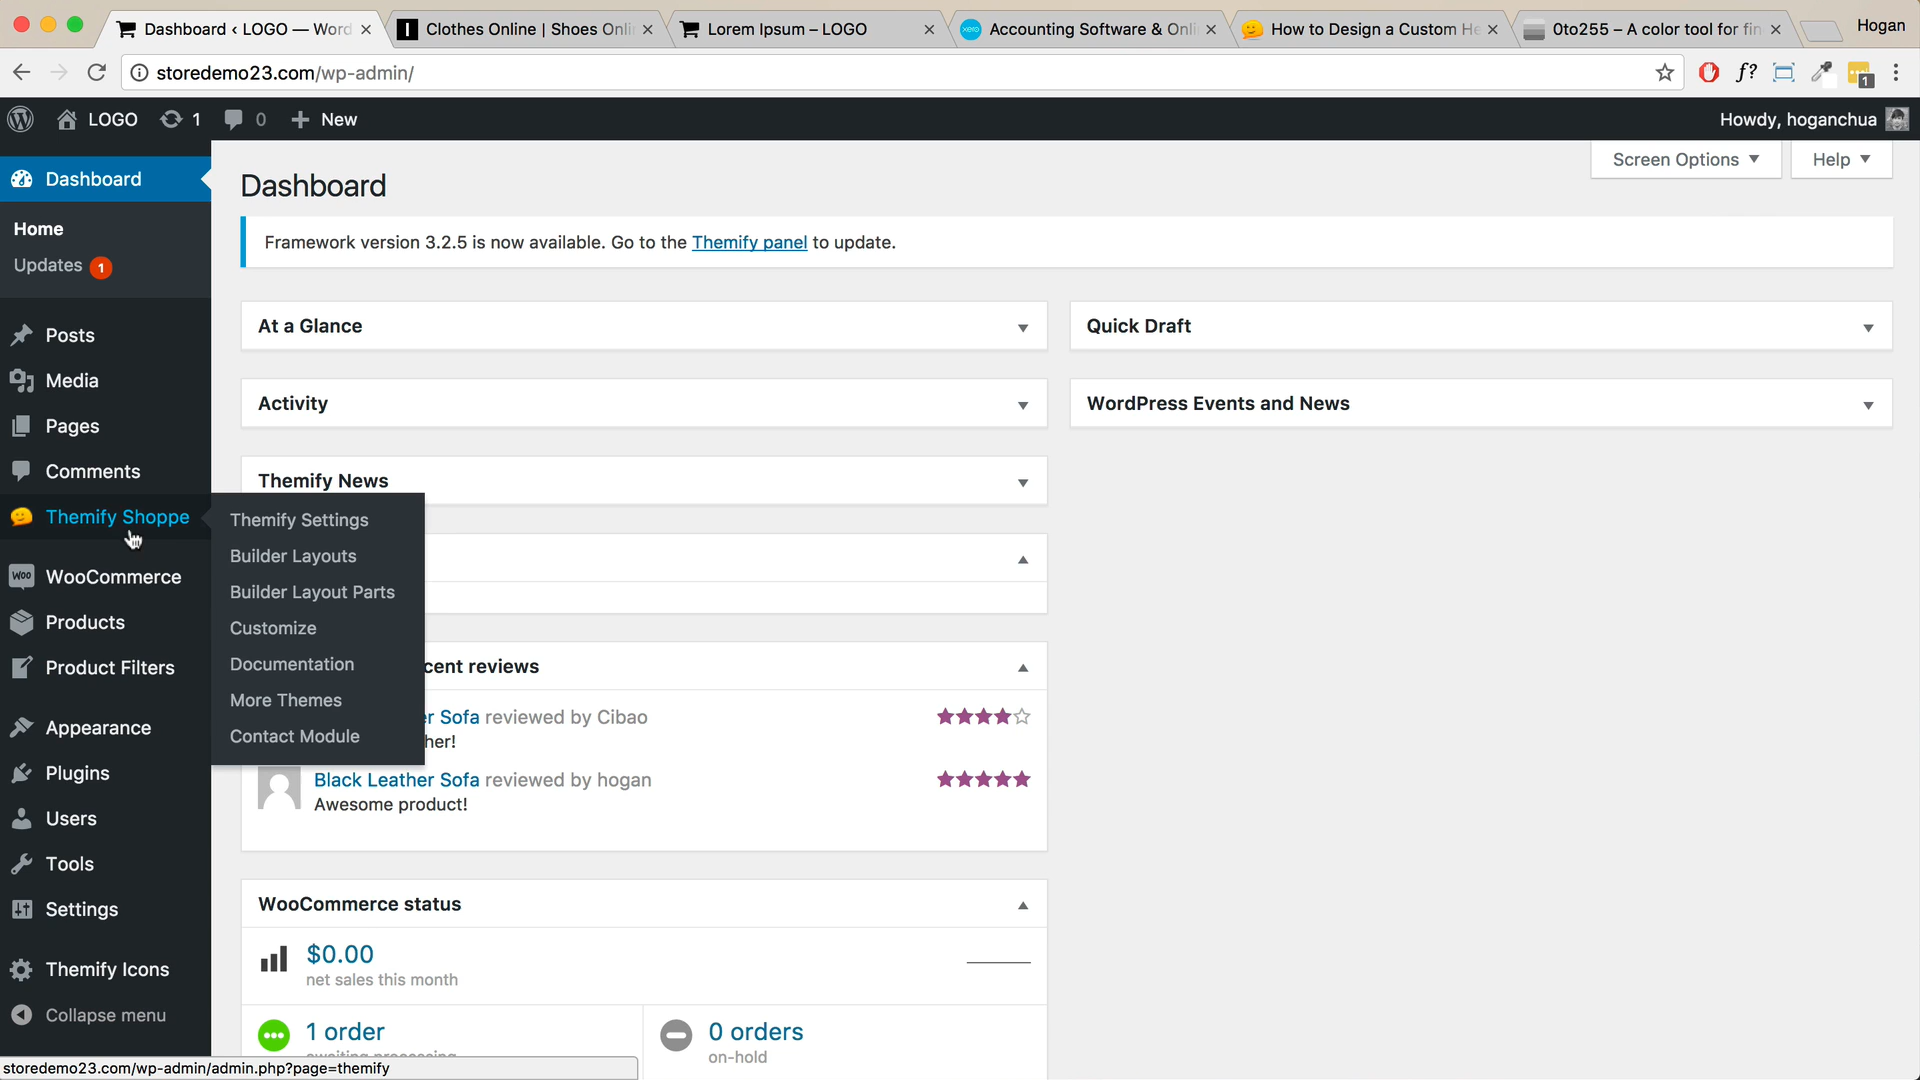 Dashboard ‹ LOGO — Word
Clothes Online | Shoes Onli
Lorem Ipsum – LOGO
xero
Accounting Software & Onli
How to Design a Custom He
0to255 – A color tool for fin
Hogan
storedemo23.com/wp-admin/
f?
1
LOGO
1
0
New
Howdy, hoganchua
Dashboard
Home
Updates 1
Posts
Media
Pages
Comments
Themify Shoppe
WooCommerce
Products
Product Filters
Appearance
Plugins
Users
Tools
Settings
Themify Icons
Collapse menu
Themify Settings
Builder Layouts
Builder Layout Parts
Customize
Documentation
More Themes
Contact Module
Screen Options
Help
Dashboard
Framework version 3.2.5 is now available. Go to the Themify panel to update.
At a Glance
Quick Draft
Activity
WordPress Events and News
Themify News
cent reviews
r Sofa reviewed by Cibao
her!
Black Leather Sofa reviewed by hogan
Awesome product!
WooCommerce status
$0.00
net sales this month
1 order
awaiting processing
0 orders
on-hold
storedemo23.com/wp-admin/admin.php?page=themify